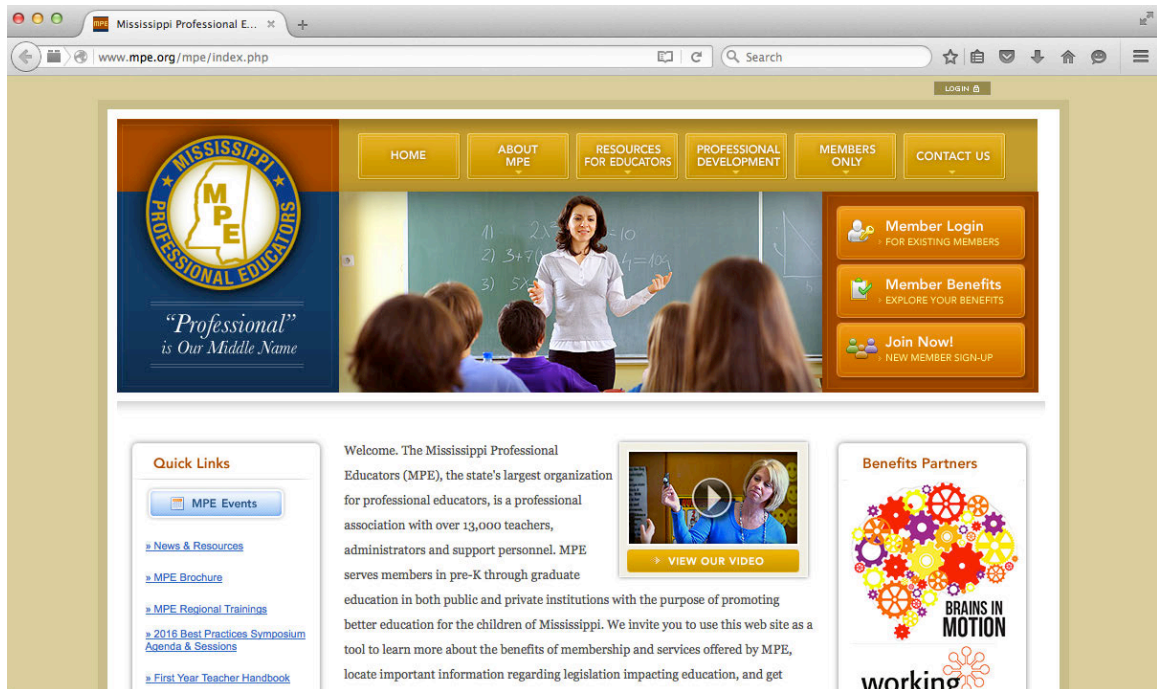 Mississippi Professional E...
www.mpe.org/mpe/index.php
Search
LOGIN
MISSISSIPPI
PROFESSIONAL EDUCATORS
M
P
E
"Professional"
is Our Middle Name
HOME
ABOUT
MPE
RESOURCES
FOR EDUCATORS
PROFESSIONAL
DEVELOPMENT
MEMBERS
ONLY
CONTACT US
Member Login
FOR EXISTING MEMBERS
Member Benefits
EXPLORE YOUR BENEFITS
Join Now!
NEW MEMBER SIGN-UP
Quick Links
MPE Events
» News & Resources
» MPE Brochure
» MPE Regional Trainings
» 2016 Best Practices Symposium
Agenda & Sessions
» First Year Teacher Handbook
Welcome. The Mississippi Professional
Educators (MPE), the state's largest organization
for professional educators, is a professional
association with over 13,000 teachers,
administrators and support personnel. MPE
serves members in pre-K through graduate
education in both public and private institutions with the purpose of promoting
better education for the children of Mississippi. We invite you to use this web site as a
tool to learn more about the benefits of membership and services offered by MPE,
locate important information regarding legislation impacting education, and get
VIEW OUR VIDEO
Benefits Partners
BRAINS IN
MOTION
working